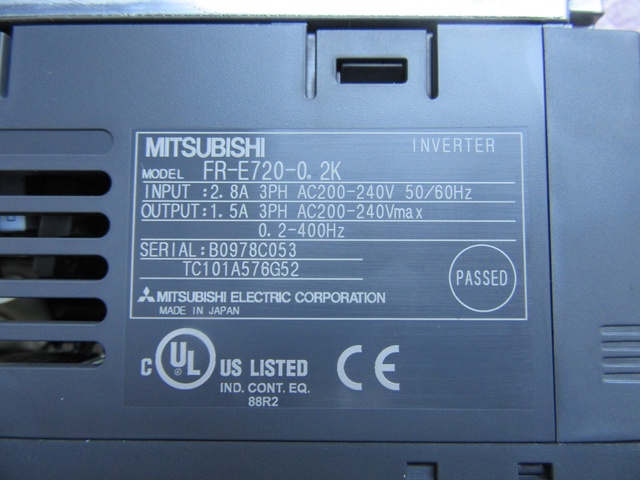 MITSUBISHI INVERTER
MODEL FR-E720-0.2K
INPUT :2.8A 3PH AC200-240V 50/60Hz
OUTPUT:1.5A 3PH AC200-240Vmax
0.2-400Hz
SERIAL:B0978C053
TC101A576G52
PASSED
MITSUBISHI ELECTRIC CORPORATION
MADE IN JAPAN
C UL US LISTED CE
IND. CONT. EQ.
88R2